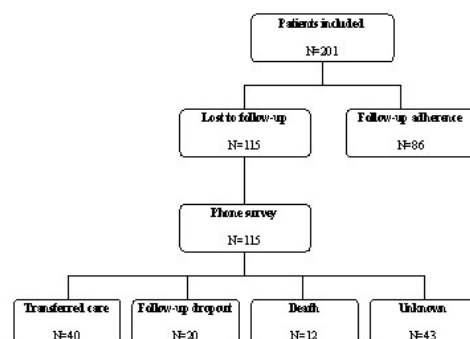 Patients included
N=201
Lost to follow-up
N=115
Follow-up adherence
N=86
Phone survey
N=115
Transferred care
N=40
Follow-up dropout
N=20
Death
N=12
Unknown
N=43